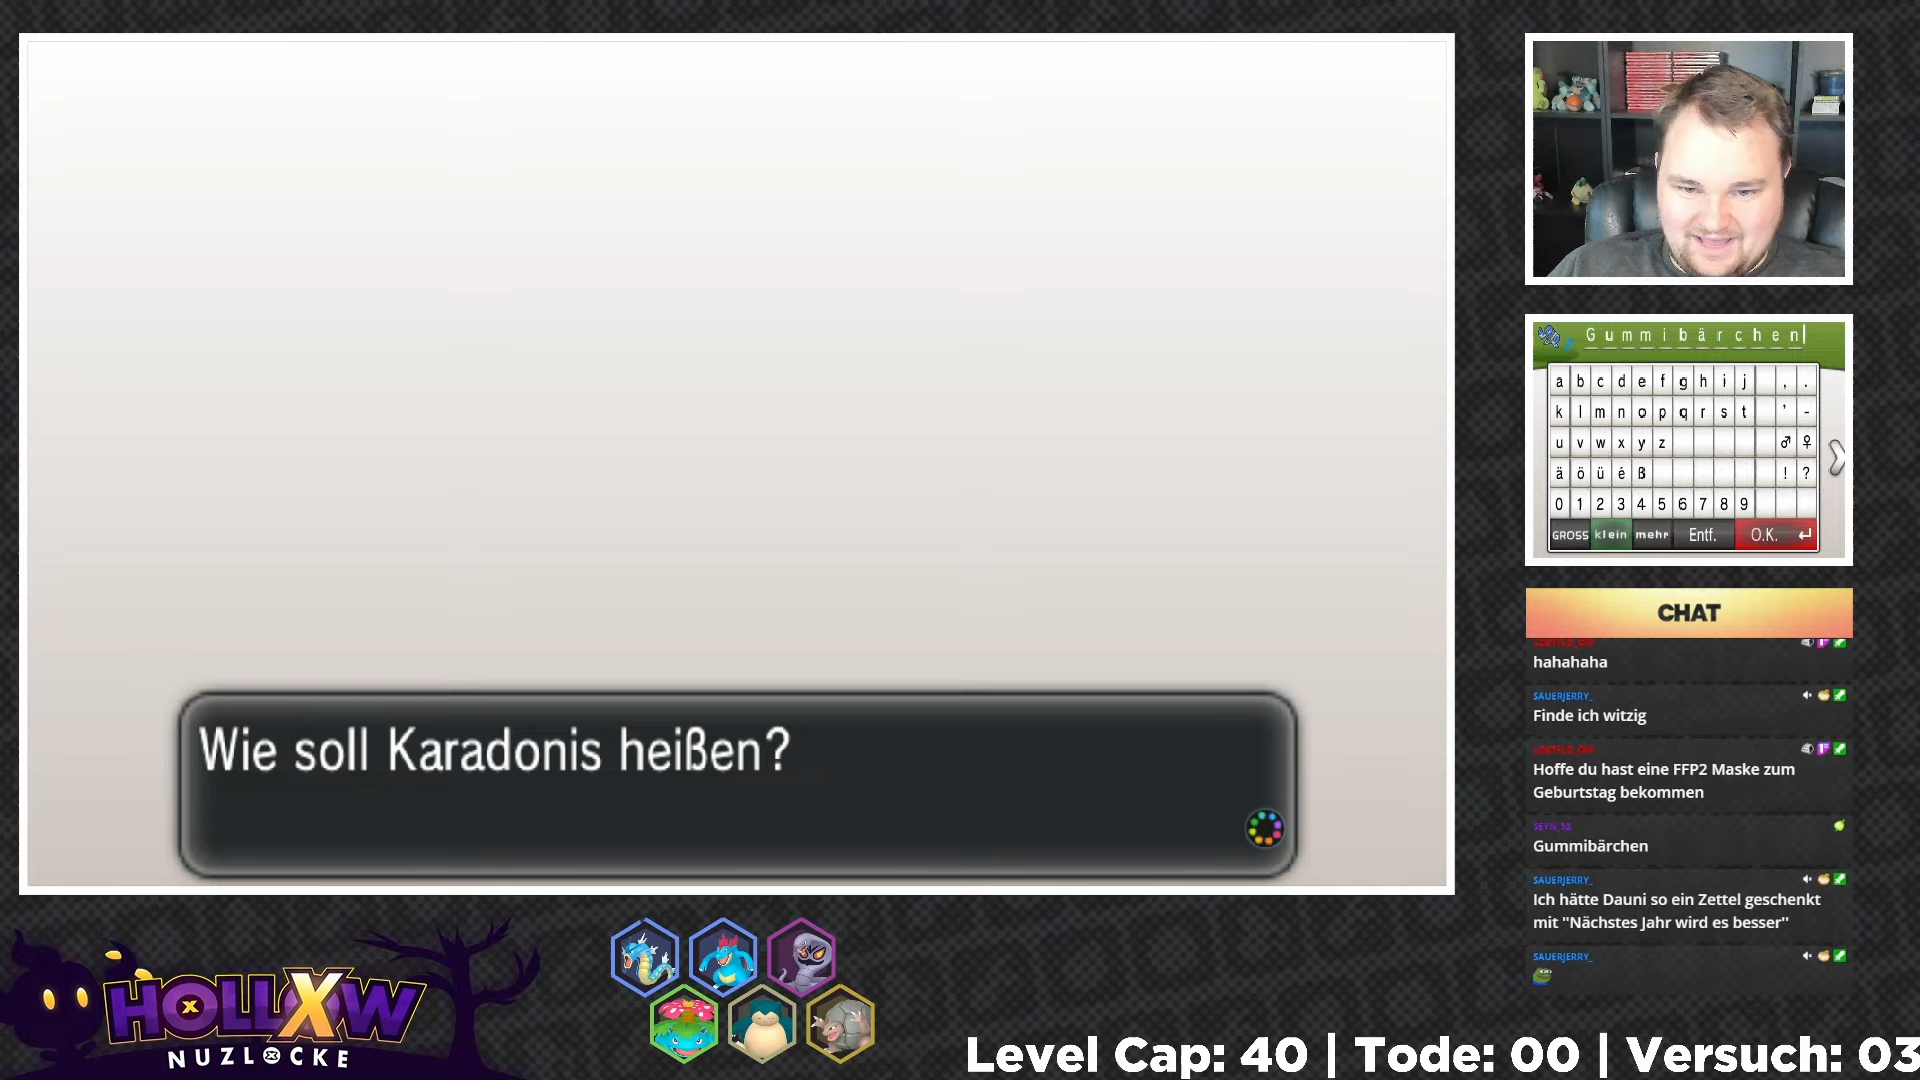 Wie soll Karadonis heißen?
Gummibärchen
a b c d e f g h i j , .
k l m n o p q r s t ' -
u v w x y z ♂ ♀
ä ö ü é ß ! ?
0 1 2 3 4 5 6 7 8 9
GROSS klein mehr Entf. O.K.
CHAT
hahahaha
SAUERJERRY_
Finde ich witzig
Hoffe du hast eine FFP2 Maske zum
Geburtstag bekommen
SEYN_52
Gummibärchen
SAUERJERRY_
Ich hätte Dauni so ein Zettel geschenkt
mit "Nächstes Jahr wird es besser"
SAUERJERRY_
HOLLOXW
NUZLOCKE
Level Cap: 40 | Tode: 00 | Versuch: 03